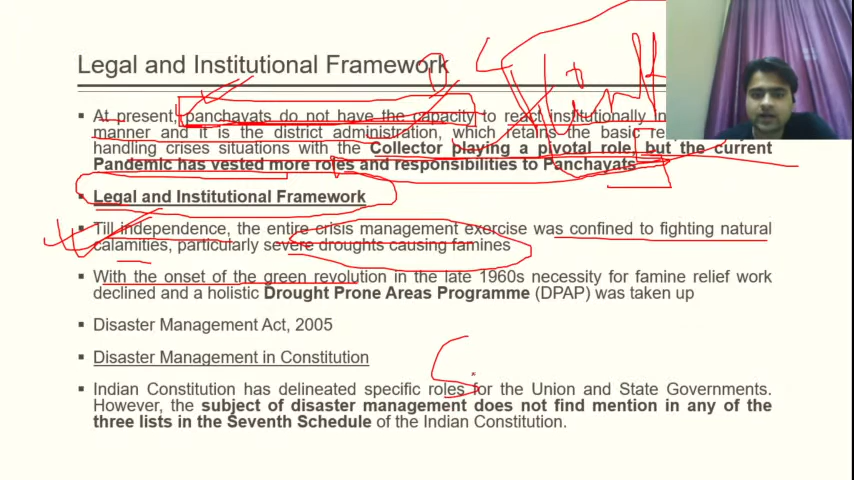 Legal and Institutional Framework
▪ At present, panchayats do not have the capacity to react institutionally in
manner and it is the district administration, which retains the basic
handling crises situations with the Collector playing a pivotal role, but the current
Pandemic has vested more roles and responsibilities to Panchayats
▪ Legal and Institutional Framework
▪ Till independence, the entire crisis management exercise was confined to fighting natural
calamities, particularly severe droughts causing famines
▪ With the onset of the green revolution in the late 1960s necessity for famine relief work
declined and a holistic Drought Prone Areas Programme (DPAP) was taken up
▪ Disaster Management Act, 2005
▪ Disaster Management in Constitution
▪ Indian Constitution has delineated specific roles for the Union and State Governments.
However, the subject of disaster management does not find mention in any of the
three lists in the Seventh Schedule of the Indian Constitution.